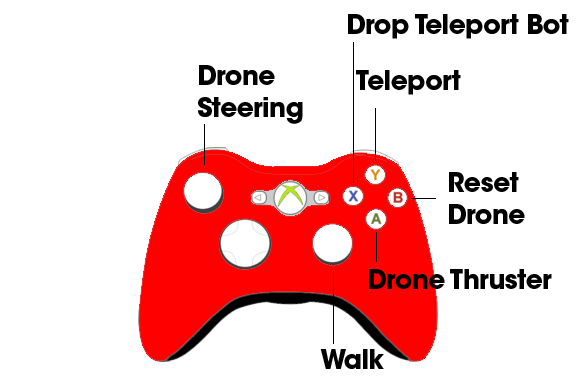 Drop Teleport Bot
Drone
Steering
Teleport
Y
X
B
A
Reset
Drone
Drone Thruster
Walk